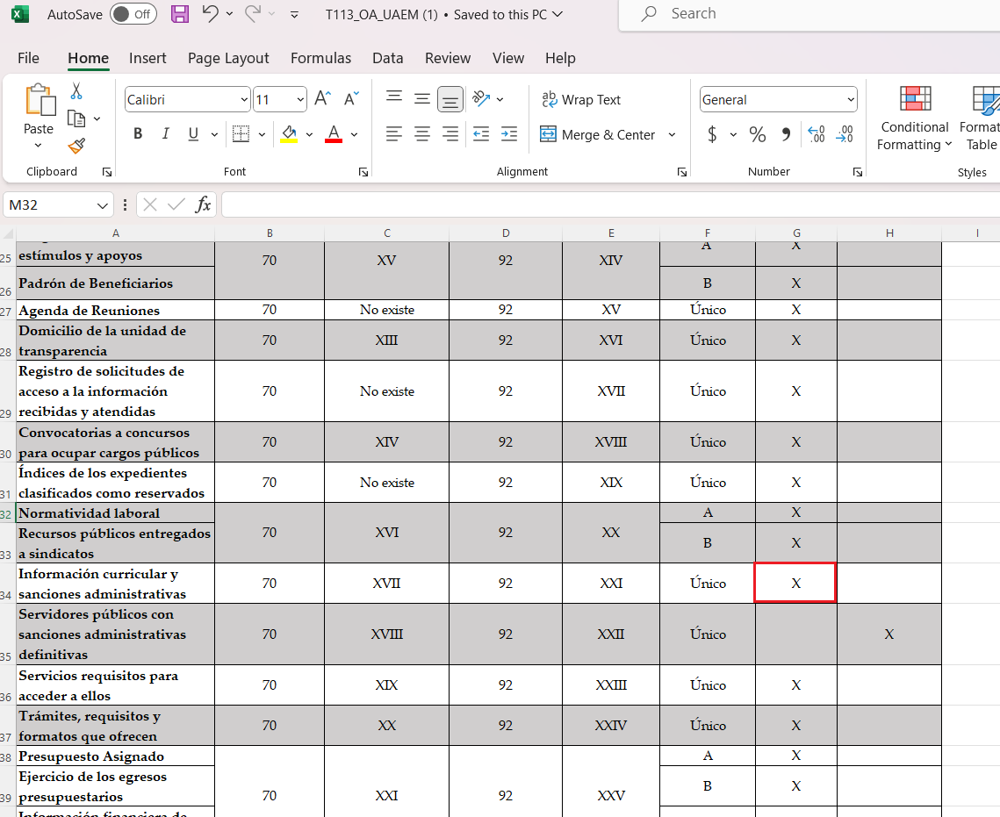 AutoSave Off T113_OA_UAEM (1) • Saved to this PC Search
File Home Insert Page Layout Formulas Data Review View Help
Calibri 11 A A ab Wrap Text General
Paste B I U A Merge & Center $ % Conditional Formatting Format Table
Clipboard Font Alignment Number Styles
M32 fx
A B C D E F G H I
25 estímulos y apoyos 70 XV 92 XIV A X
26 Padrón de Beneficiarios B X
27 Agenda de Reuniones 70 No existe 92 XV Único X
Domicilio de la unidad de
28 transparencia 70 XIII 92 XVI Único X
Registro de solicitudes de
acceso a la información 70 No existe 92 XVII Único X
29 recibidas y atendidas
Convocatorias a concursos
30 para ocupar cargos públicos 70 XIV 92 XVIII Único X
Índices de los expedientes
31 clasificados como reservados 70 No existe 92 XIX Único X
32 Normatividad laboral A X
Recursos públicos entregados 70 XVI 92 XX B X
33 a sindicatos
Información curricular y
34 sanciones administrativas 70 XVII 92 XXI Único X
Servidores públicos con
sanciones administrativas 70 XVIII 92 XXII Único X
35 definitivas
Servicios requisitos para
36 acceder a ellos 70 XIX 92 XXIII Único X
Trámites, requisitos y
37 formatos que ofrecen 70 XX 92 XXIV Único X
38 Presupuesto Asignado A X
Ejercicio de los egresos B X
39 presupuestarios 70 XXI 92 XXV
Información financiera de